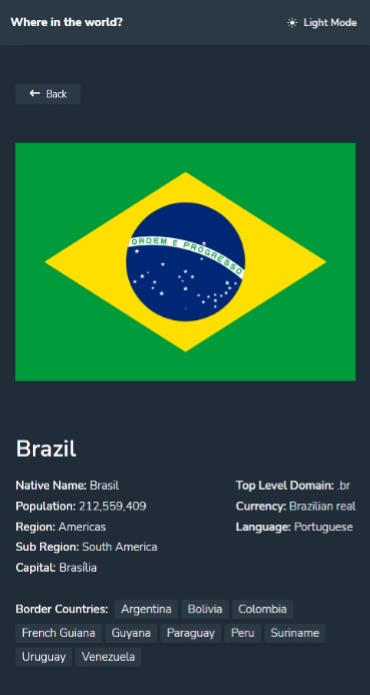 Where in the world?
Light Mode
Back
ORDEM E PROGRESSO
Brazil
Native Name: Brasil
Population: 212,559,409
Region: Americas
Sub Region: South America
Capital: Brasília
Top Level Domain: .br
Currency: Brazilian real
Language: Portuguese
Border Countries: Argentina Bolivia Colombia
French Guiana Guyana Paraguay Peru Suriname
Uruguay Venezuela